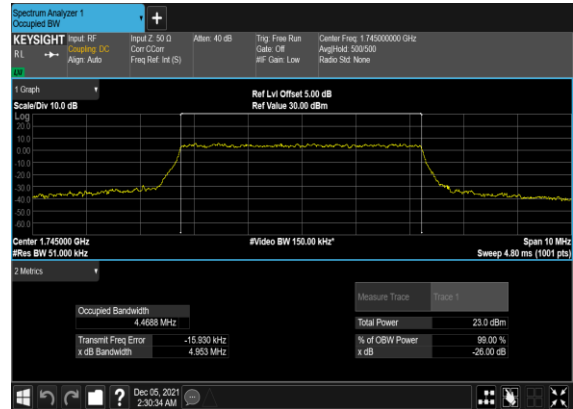 Spectrum Analyzer 1
Occupied BW
+
KEYSIGHT Input: RF Input Z: 50 Ω Atten: 40 dB Trig: Free Run Center Freq: 1.745000000 GHz
RL Coupling: DC Corr CCorr Gate: Off Avg|Hold: 500/500
Align: Auto Freq Ref: Int (S) #IF Gain: Low Radio Std: None
1 Graph
Ref Lvl Offset 5.00 dB
Scale/Div 10.0 dB Ref Value 30.00 dBm
Log
20.0
10.0
0.00
-10.0
-20.0
-30.0
-40.0
-50.0
-60.0
Center 1.745000 GHz #Video BW 150.00 kHz* Span 10 MHz
#Res BW 51.000 kHz Sweep 4.80 ms (1001 pts)
2 Metrics
Measure Trace Trace 1
Occupied Bandwidth
4.4688 MHz Total Power 23.0 dBm
Transmit Freq Error -15.930 kHz % of OBW Power 99.00 %
x dB Bandwidth 4.953 MHz x dB -26.00 dB
? Dec 05, 2021
2:30:34 AM